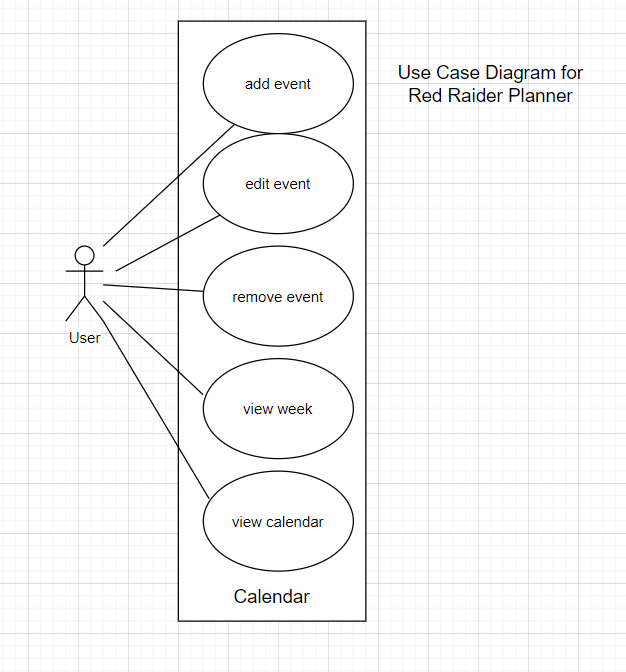 add event
Use Case Diagram for
Red Raider Planner
edit event
remove event
User
view week
view calendar
Calendar